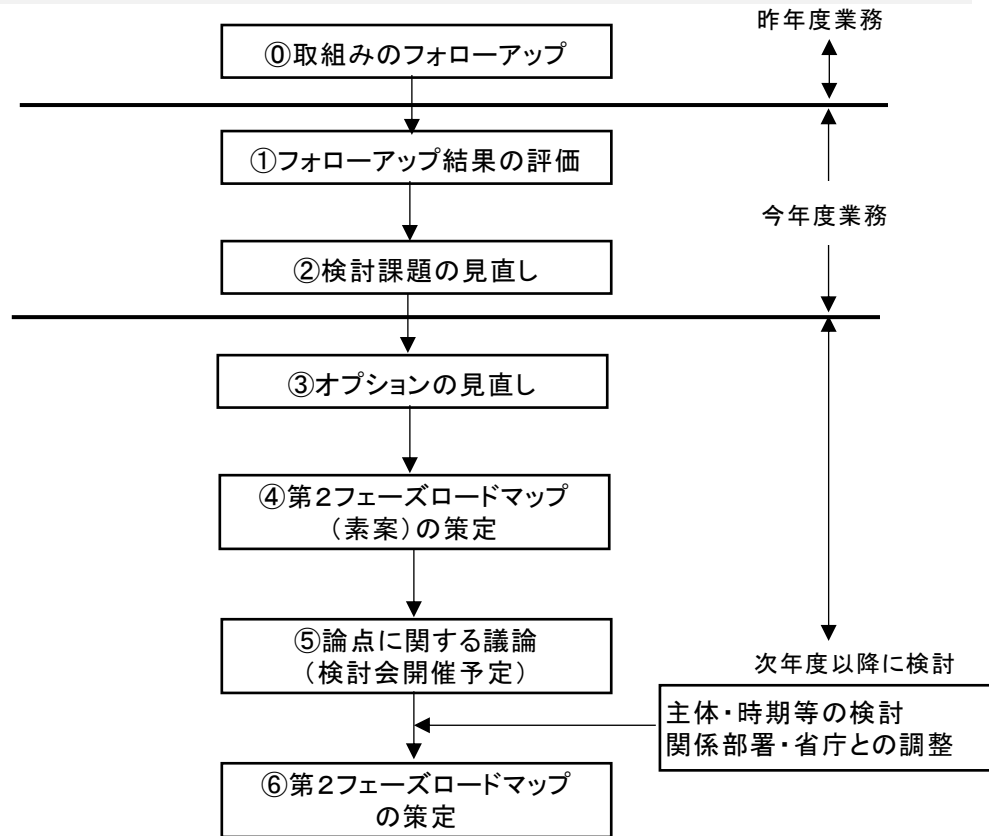 昨年度業務
⓪取組みのフォローアップ
①フォローアップ結果の評価
今年度業務
②検討課題の見直し
③オプションの見直し
④第2フェーズロードマップ
(素案)の策定
⑤論点に関する議論
(検討会開催予定)
次年度以降に検討
主体・時期等の検討
関係部署・省庁との調整
⑥第2フェーズロードマップ
の策定